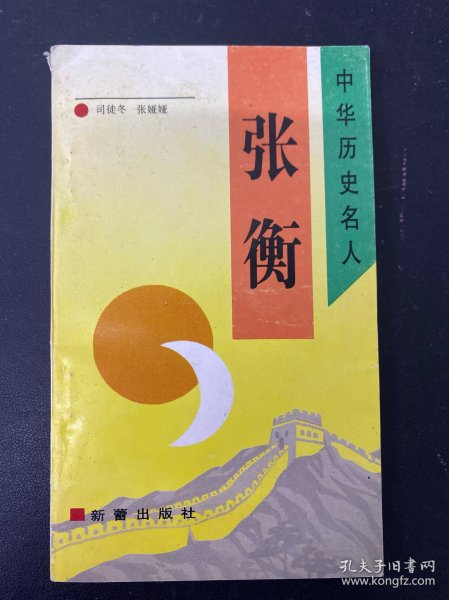 中华历史名人
张衡
司徒冬 张娅娅
新蕾出版社
孔夫子旧书网
www.kongfz.com